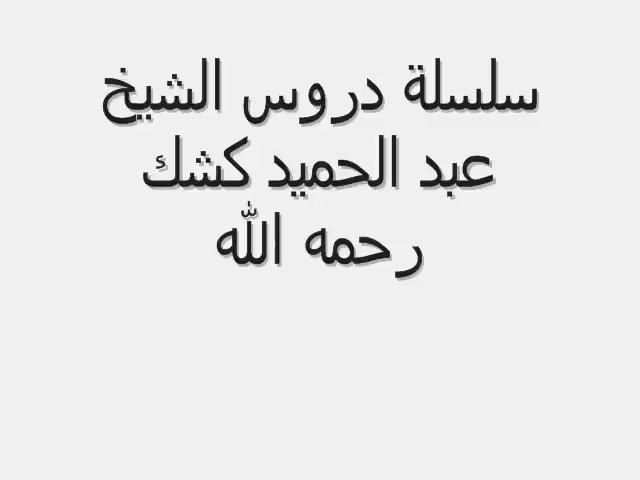 سلسلة دروس الشيخ
عبد الحميد كشك
رحمه الله